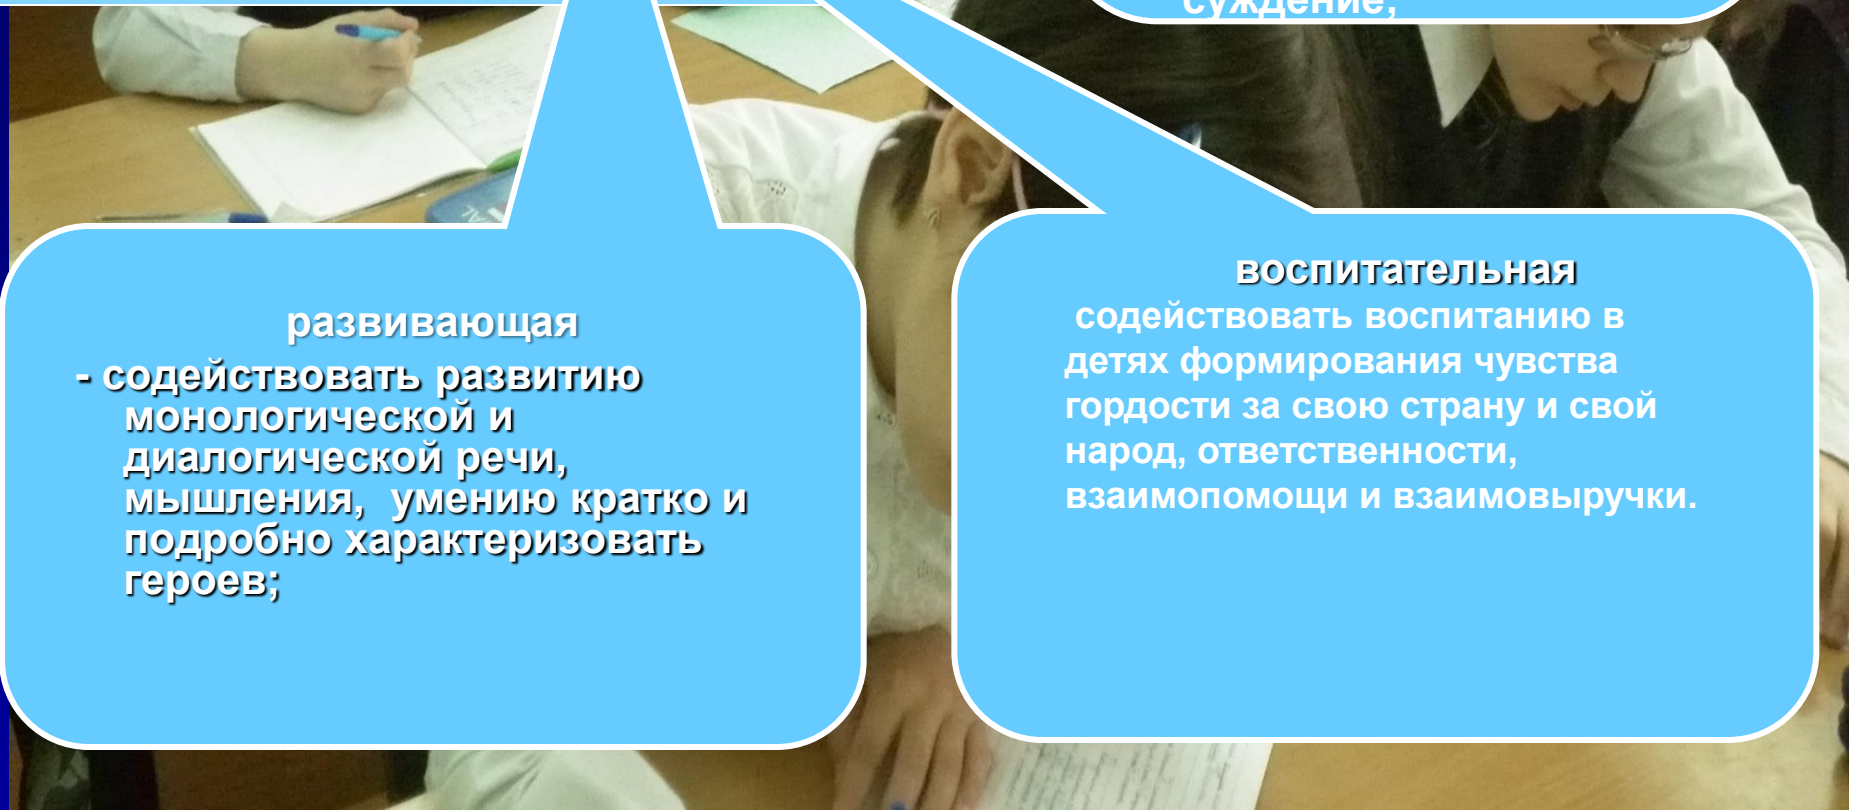 суждение;
развивающая
- содействовать развитию
монологической и
диалогической речи,
мышления, умению кратко и
подробно характеризовать
героев;
воспитательная
содействовать воспитанию в
детях формирования чувства
гордости за свою страну и свой
народ, ответственности,
взаимопомощи и взаимовыручки.